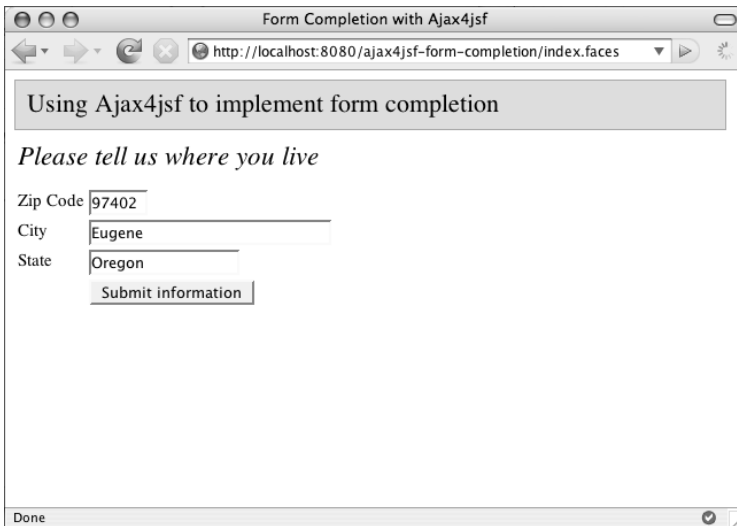 Form Completion with Ajax4jsf
http://localhost:8080/ajax4jsf-form-completion/index.faces
Using Ajax4jsf to implement form completion
Please tell us where you live
Zip Code 97402
City Eugene
State Oregon
Submit information
Done